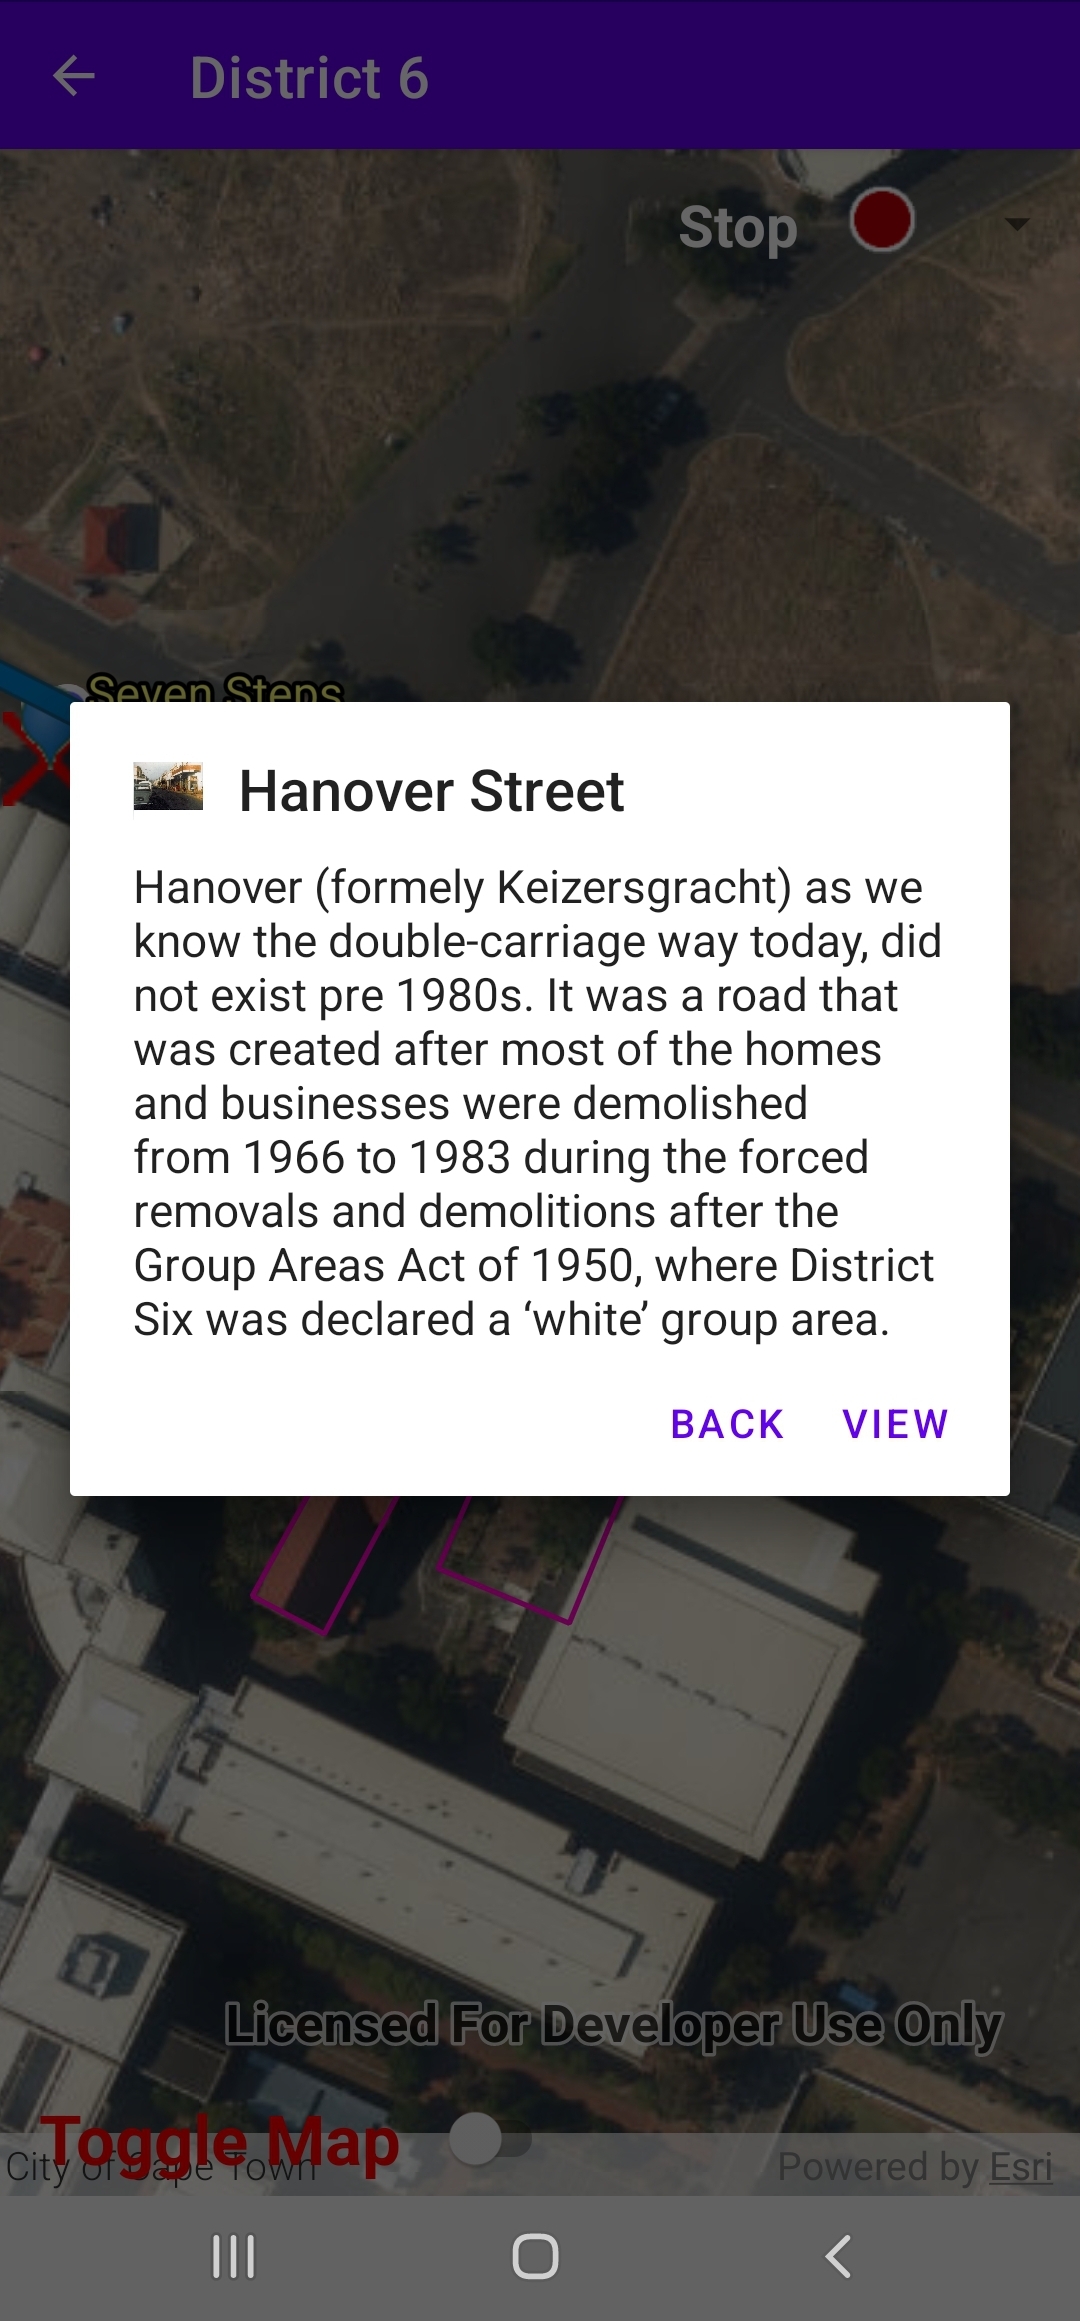 District 6
Stop
Seven Steps
Hanover Street
Hanover (formely Keizersgracht) as we
know the double-carriage way today, did
not exist pre 1980s. It was a road that
was created after most of the homes
and businesses were demolished
from 1966 to 1983 during the forced
removals and demolitions after the
Group Areas Act of 1950, where District
Six was declared a ‘white’ group area.
BACK VIEW
Licensed For Developer Use Only
Toggle Map
City of Cape Town
Powered by Esri